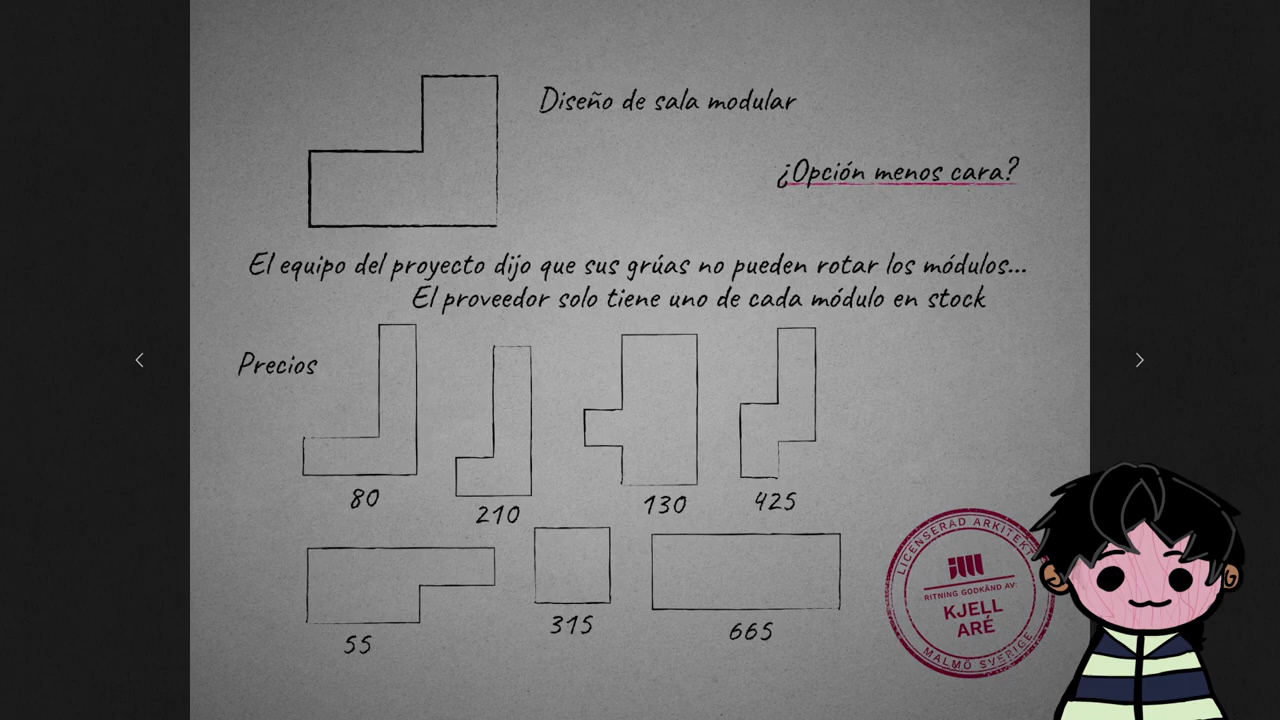 Diseño de sala modular
¿Opción menos cara?
El equipo del proyecto dijo que sus grúas no pueden rotar los módulos...
El proveedor solo tiene uno de cada módulo en stock
Precios
80
210
130
425
55
315
665
LICENSERAD ARKITEKT
RITNING GODKÄND AV:
KJELL
ARÉ
MALMÖ SVERIGE